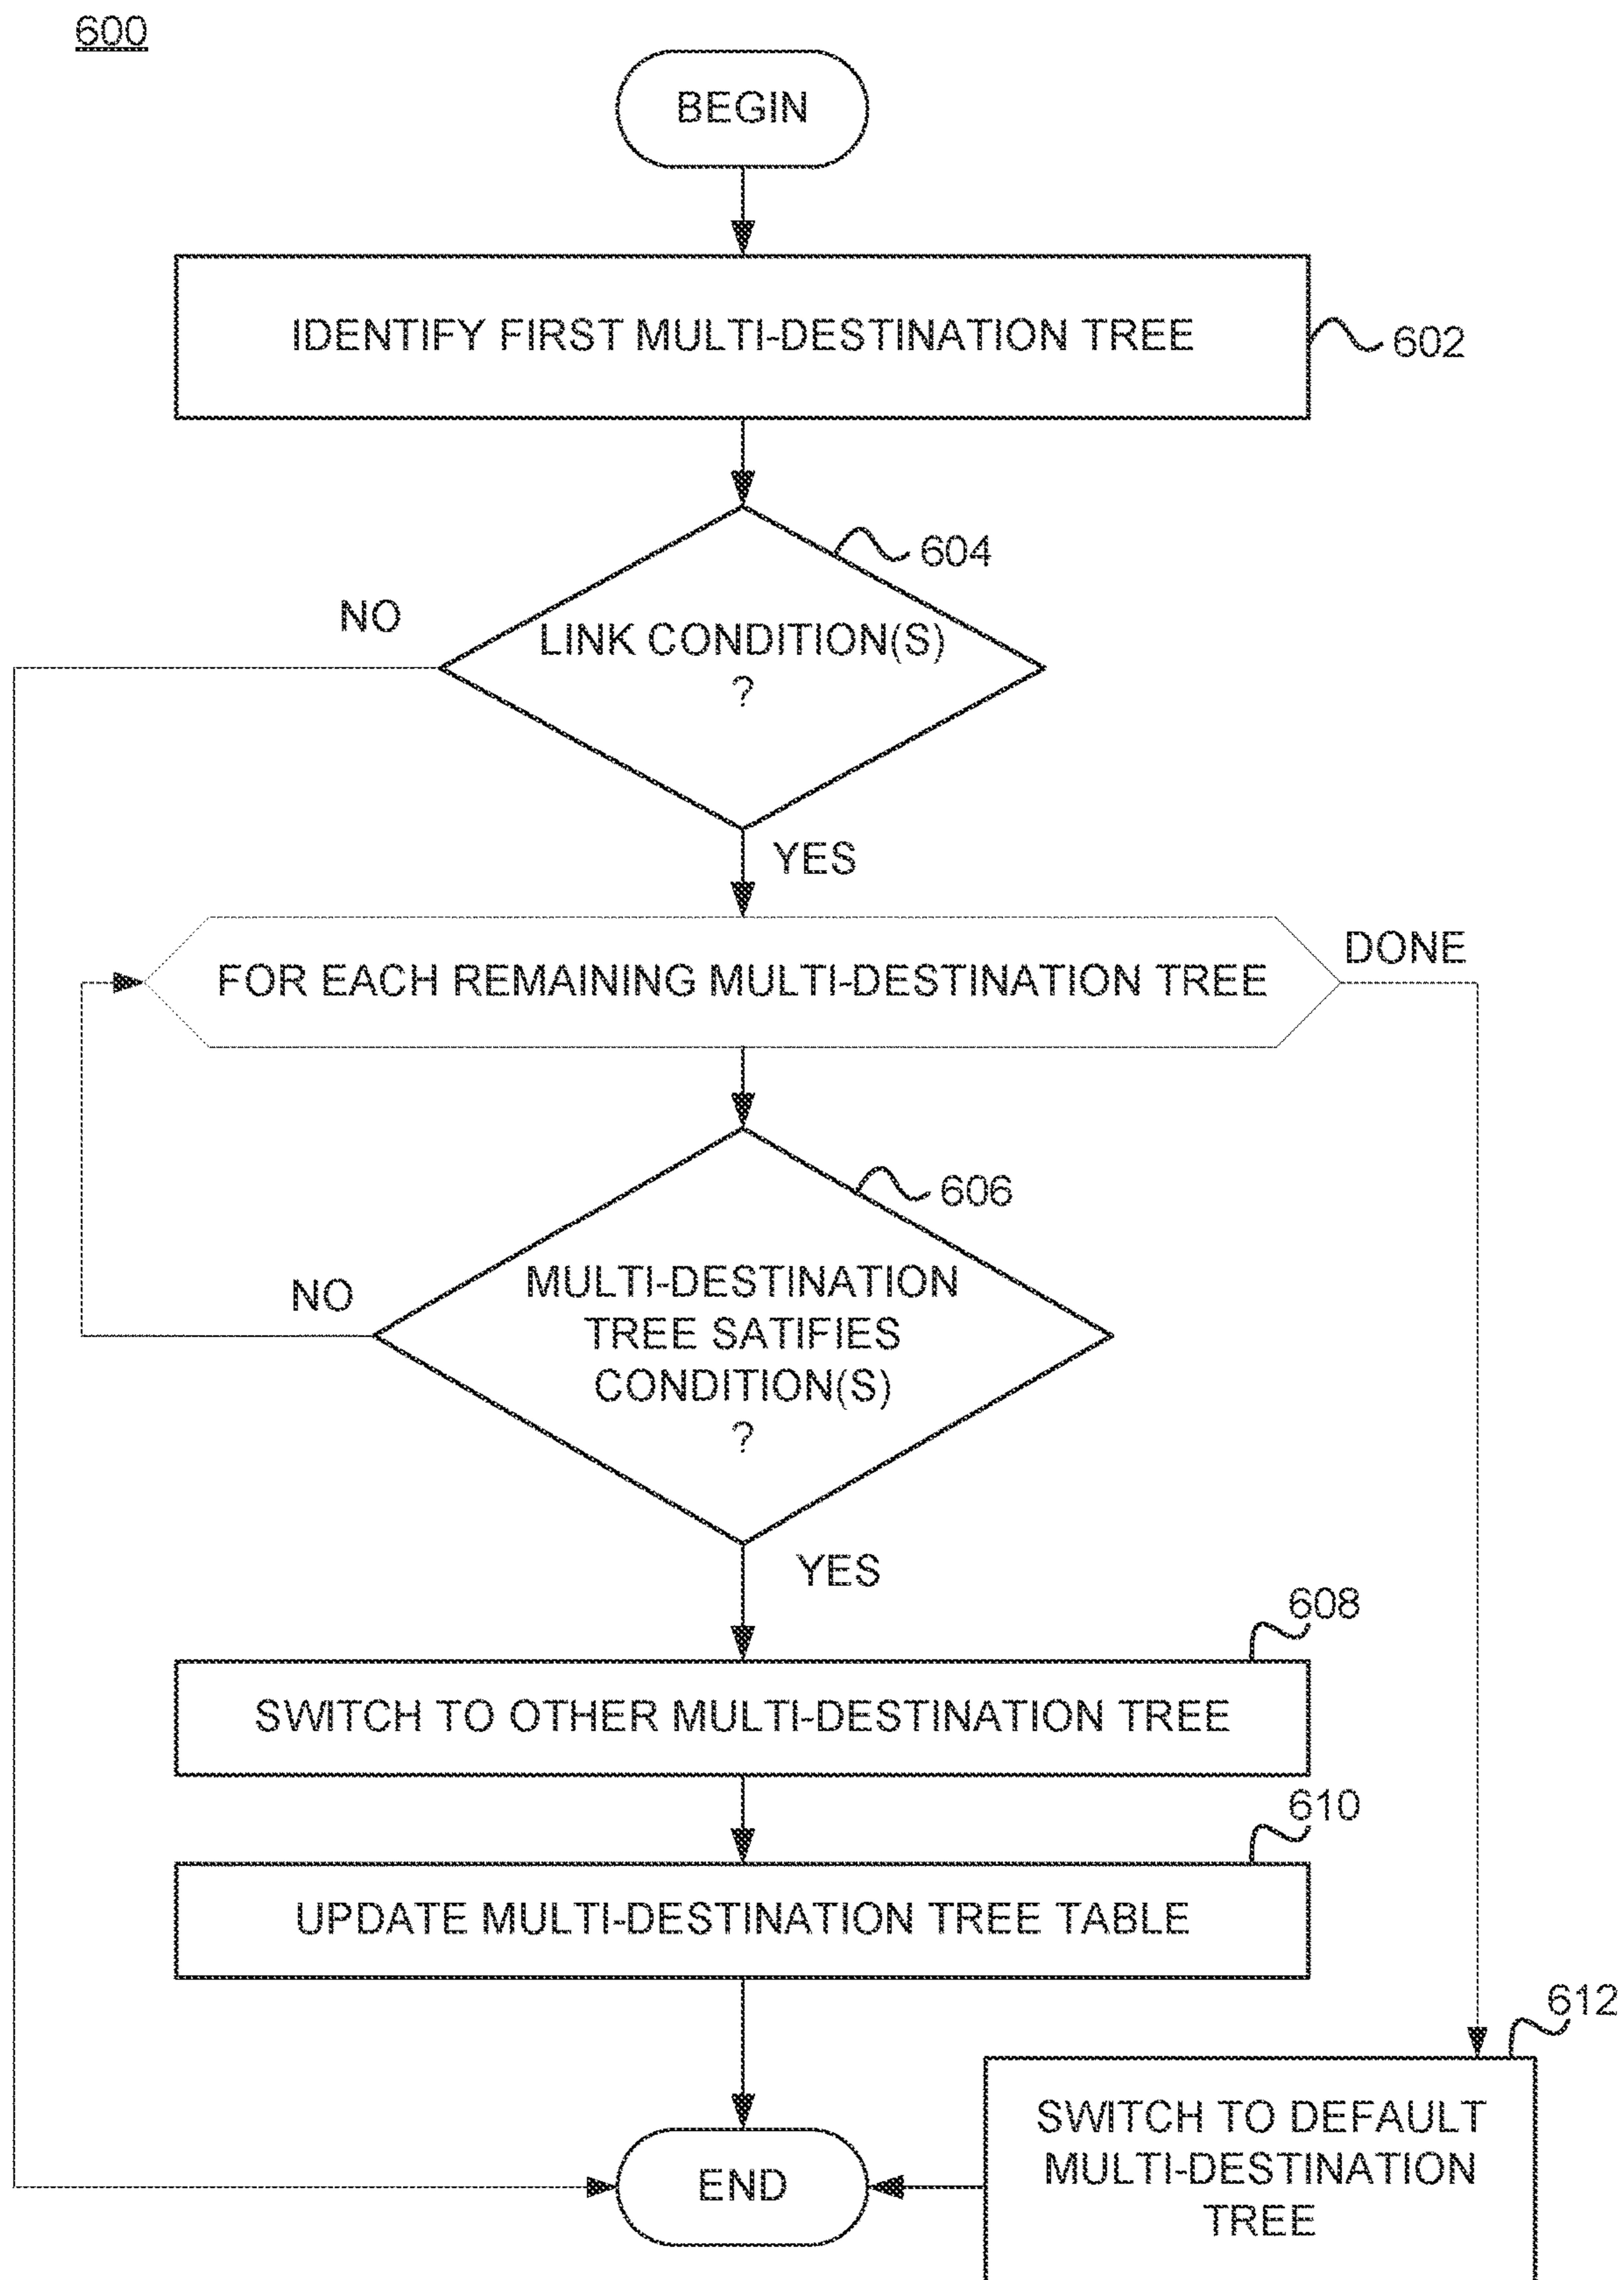 600
BEGIN
IDENTIFY FIRST MULTI-DESTINATION TREE
602
604
NO
LINK CONDITION(S)
?
YES
DONE
FOR EACH REMAINING MULTI-DESTINATION TREE
606
NO
MULTI-DESTINATION
TREE SATIFIES
CONDITION(S)
?
YES
608
SWITCH TO OTHER MULTI-DESTINATION TREE
610
UPDATE MULTI-DESTINATION TREE TABLE
612
SWITCH TO DEFAULT
MULTI-DESTINATION
TREE
END